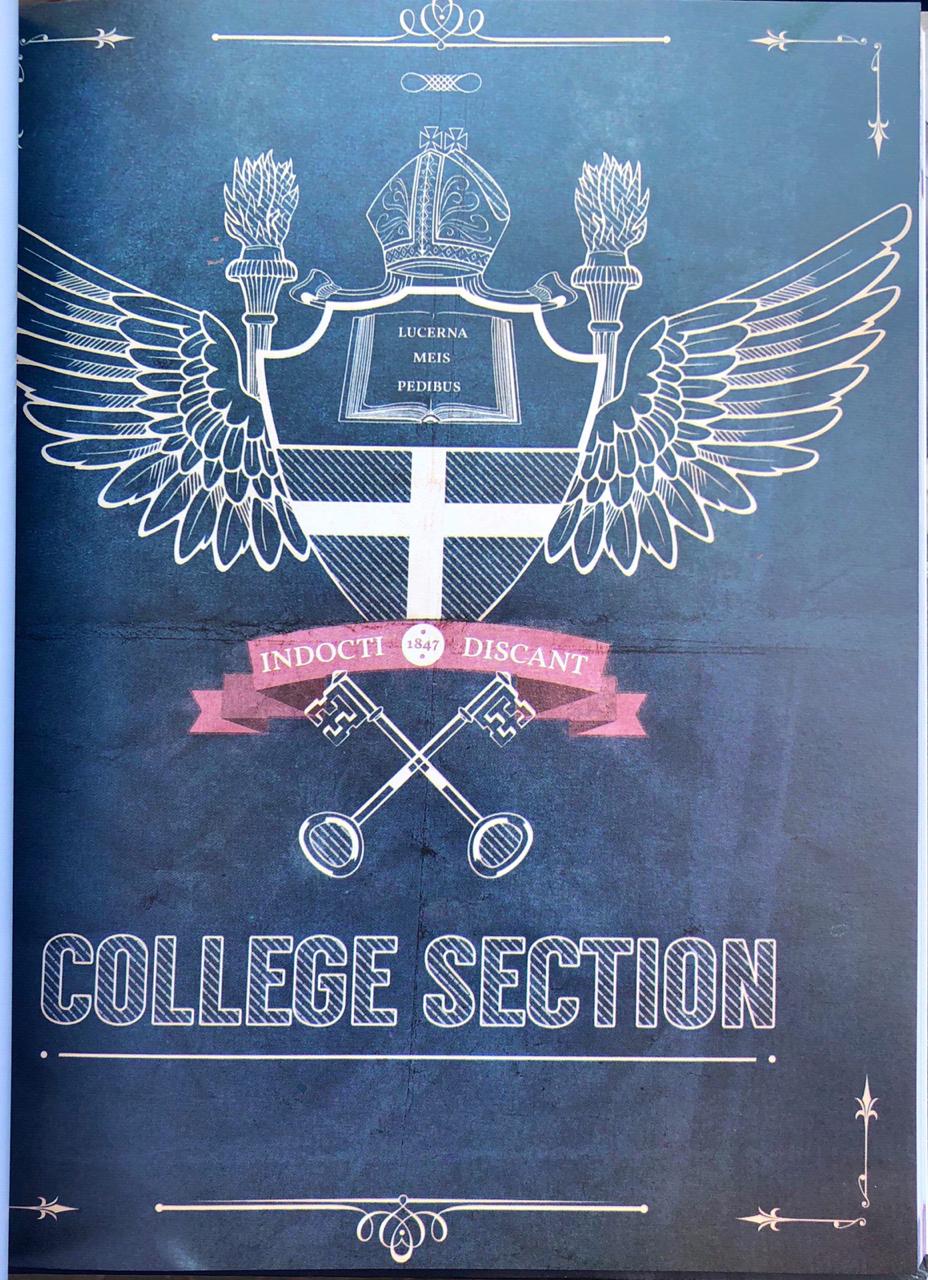 LUCERNA
MEIS
PEDIBUS
INDOCTI 1847 DISCANT
COLLEGE SECTION